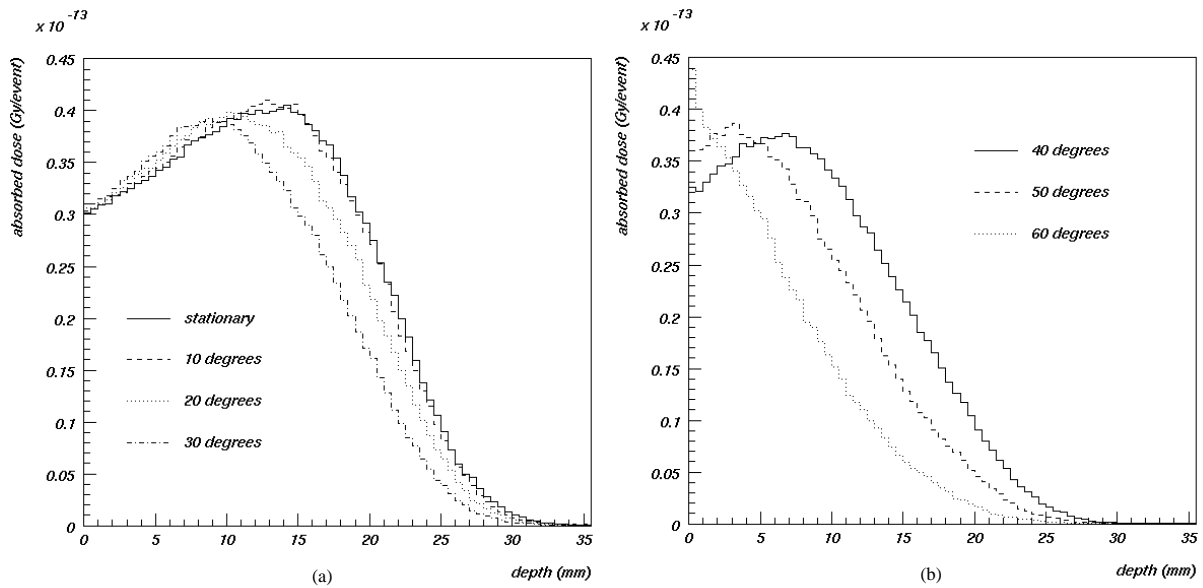 x 10 -13
absorbed dose (Gy/event)
0.45
0.4
0.35
0.3
0.25
0.2
0.15
0.1
0.05
0
stationary
10 degrees
20 degrees
30 degrees
0 5 10 15 20 25 30 35
depth (mm)
(a)
x 10 -13
absorbed dose (Gy/event)
0.45
0.4
0.35
0.3
0.25
0.2
0.15
0.1
0.05
0
40 degrees
50 degrees
60 degrees
0 5 10 15 20 25 30 35
depth (mm)
(b)